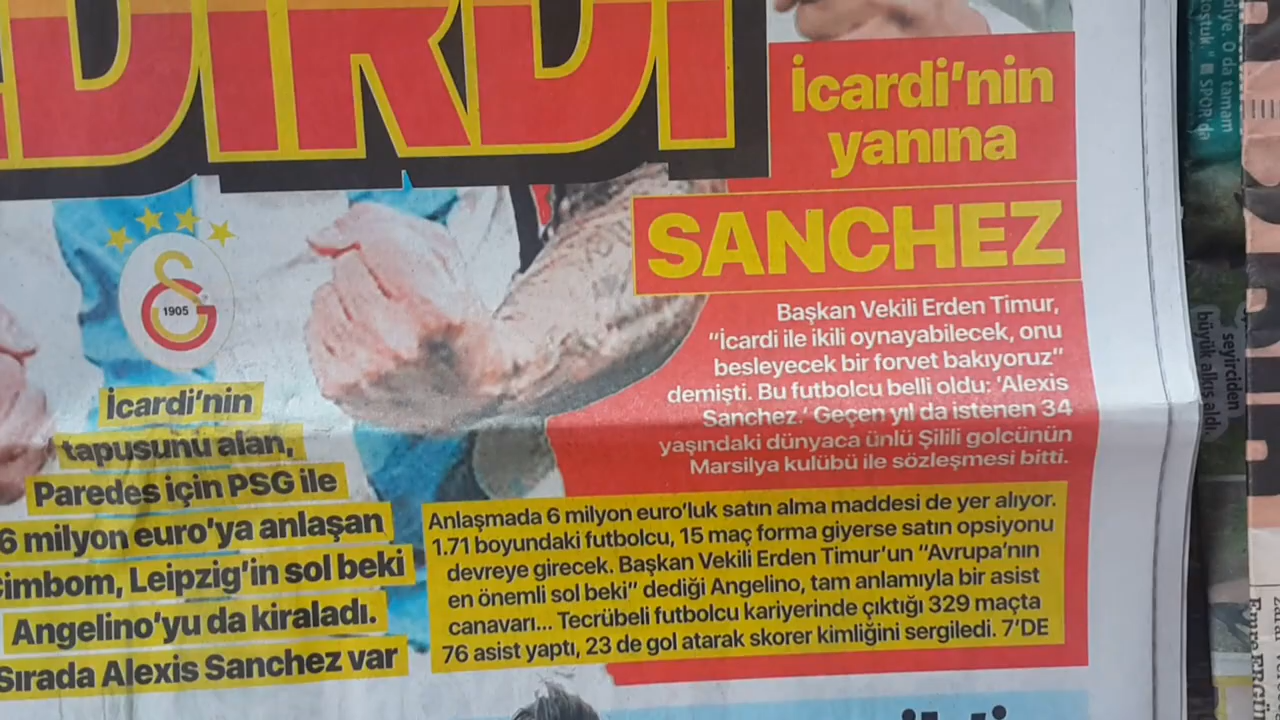 DIRDI
İcardi’nin
yanına
SANCHEZ
1905
Başkan Vekili Erden Timur,
“İcardi ile ikili oynayabilecek, onu
besleyecek bir forvet bakıyoruz”
demişti. Bu futbolcu belli oldu: ‘Alexis
Sanchez.‘ Geçen yıl da istenen 34
yaşındaki dünyaca ünlü Şilili golcünün
Marsilya kulübü ile sözleşmesi bitti.
İcardi’nin
tapusunu alan,
Paredes için PSG ile
6 milyon euro’ya anlaşan
Cimbom, Leipzig’in sol beki
Angelino’yu da kiraladı.
Sırada Alexis Sanchez var
Anlaşmada 6 milyon euro’luk satın alma maddesi de yer alıyor.
1.71 boyundaki futbolcu, 15 maç forma giyerse satın opsiyonu
devreye girecek. Başkan Vekili Erden Timur’un “Avrupa’nın
en önemli sol beki” dediği Angelino, tam anlamıyla bir asist
canavarı... Tecrübeli futbolcu kariyerinde çıktığı 329 maçta
76 asist yaptı, 23 de gol atarak skorer kimliğini sergiledi. 7’DE
diye. O da tamam
koştuk.” ■ SPOR’da
seyirciden
büyük alkış aldı.